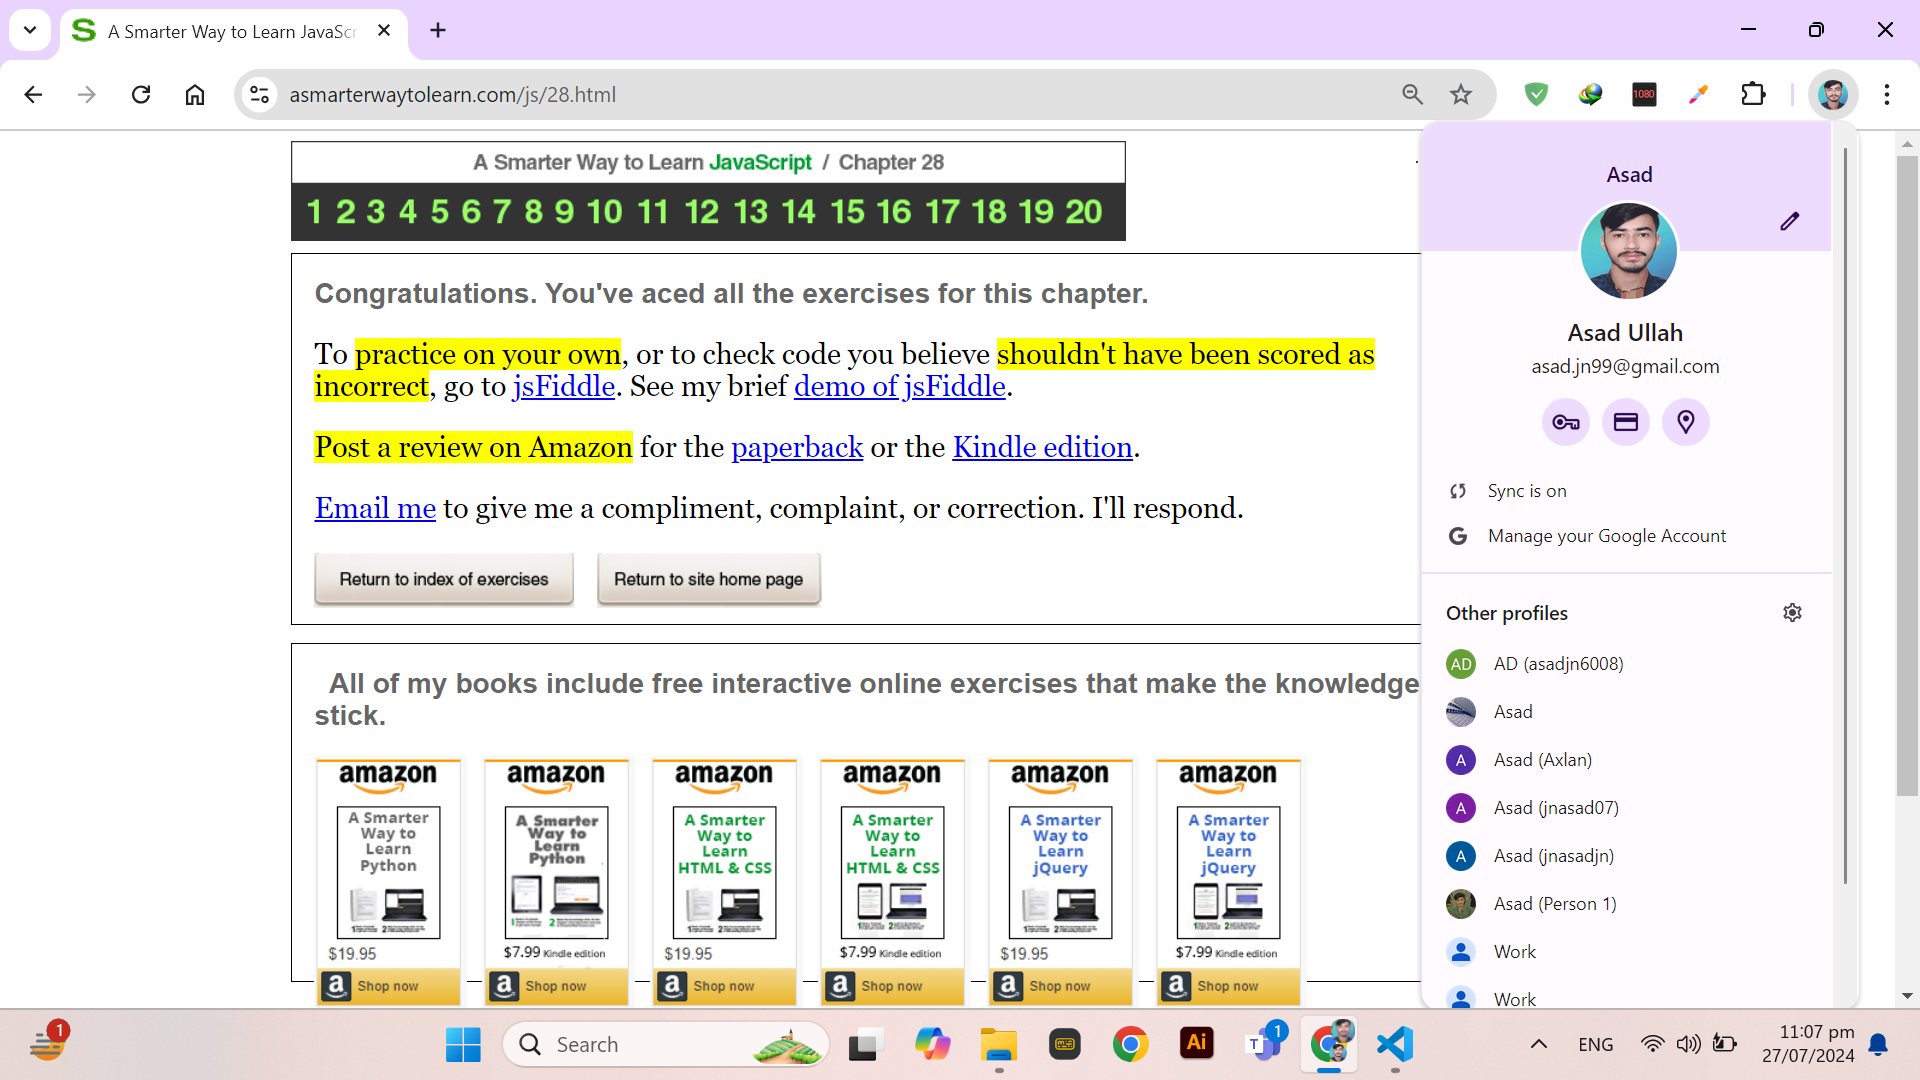 A Smarter Way to Learn JavaScr
asmarterwaytolearn.com/js/28.html
1080
A Smarter Way to Learn JavaScript / Chapter 28
1 2 3 4 5 6 7 8 9 10 11 12 13 14 15 16 17 18 19 20
Congratulations. You've aced all the exercises for this chapter.
To practice on your own, or to check code you believe shouldn't have been scored as
incorrect, go to jsFiddle. See my brief demo of jsFiddle.
Post a review on Amazon for the paperback or the Kindle edition.
Email me to give me a compliment, complaint, or correction. I'll respond.
Return to index of exercises
Return to site home page
All of my books include free interactive online exercises that make the knowledge
stick.
amazon
A Smarter
Way to
Learn
Python
$19.95
Shop now
amazon
A Smarter
Way to
Learn
Python
$7.99 Kindle edition
Shop now
amazon
A Smarter
Way to
Learn
HTML & CSS
$19.95
Shop now
amazon
A Smarter
Way to
Learn
HTML & CSS
$7.99 Kindle edition
Shop now
amazon
A Smarter
Way to
Learn
jQuery
$19.95
Shop now
amazon
A Smarter
Way to
Learn
jQuery
$7.99 Kindle edition
Shop now
Asad
Asad Ullah
asad.jn99@gmail.com
Sync is on
Manage your Google Account
Other profiles
AD AD (asadjn6008)
Asad
A Asad (Axlan)
A Asad (jnasad07)
A Asad (jnasadjn)
Asad (Person 1)
Work
Work
1
Search
Ai
T 1
ENG
11:07 pm
27/07/2024